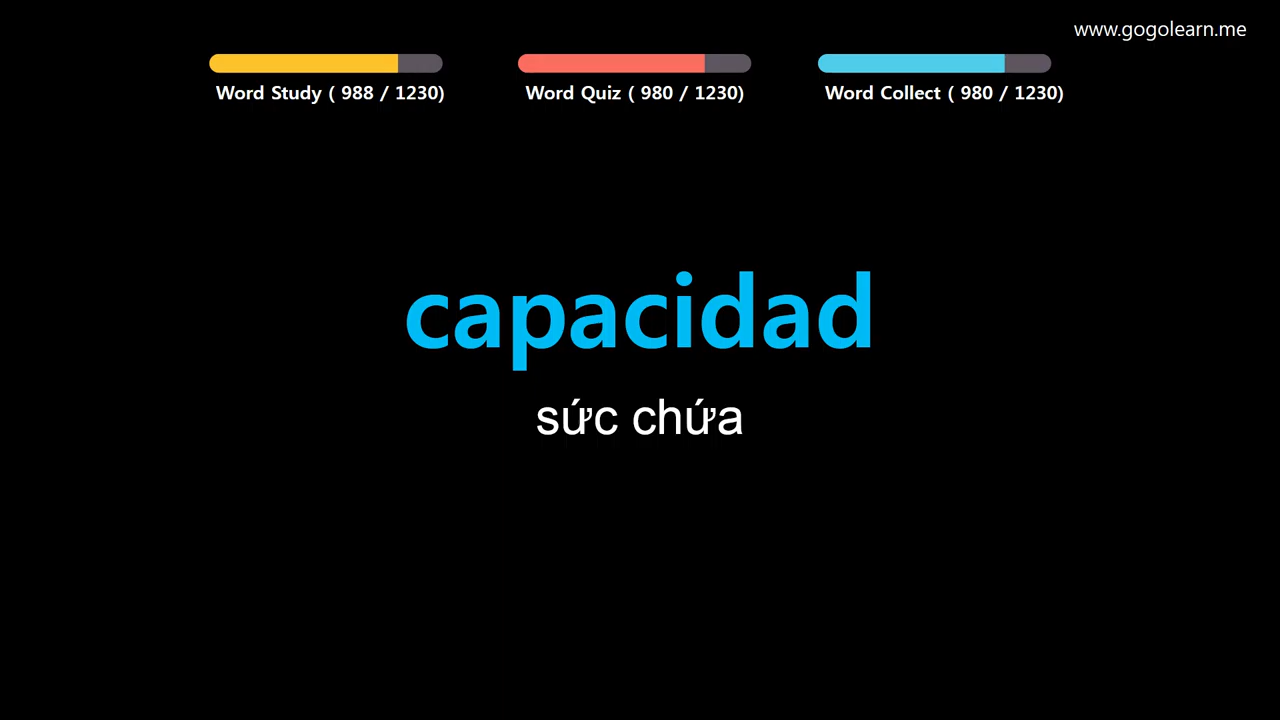 www.gogolearn.me
Word Study ( 988 / 1230)
Word Quiz ( 980 / 1230)
Word Collect ( 980 / 1230)
capacidad
sức chứa